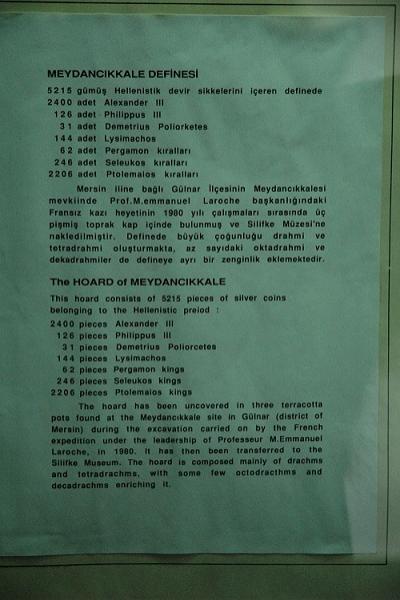 MEYDANCIKKALE DEFİNESİ
5215 gümüş Hellenistik devir sikkelerini içeren definede
2400 adet Alexander III
126 adet Philippus III
31 adet Demetrius Poliorketes
144 adet Lysimachos
62 adet Pergamon kıralları
246 adet Seleukos kıralları
2206 adet Ptolemaios kıralları
Mersin iline bağlı Gülnar İlçesinin Meydancıkkalesi
mevkiinde Prof.M.emmanuel Laroche başkanlığındaki
Fransız kazı heyetinin 1980 yılı çalışmaları sırasında üç
pişmiş toprak kap içinde bulunmuş ve Silifke Müzesi'ne
nakledilmiştir. Definede büyük çoğunluğu drahmi ve
tetradrahmi oluşturmakta, az sayıdaki oktadrahmi ve
dekadrahmiler de defineye ayrı bir zenginlik eklemektedir.
The HOARD of MEYDANCIKKALE
This hoard consists of 5215 pieces of silver coins
belonging to the Hellenistic preiod :
2400 pieces Alexander III
126 pieces Philippus III
31 pieces Demetrius Poliorcetes
144 pieces Lysimachos
62 pieces Pergamon kings
246 pieces Seleukos kings
2206 pieces Ptolemaios kings
The hoard has been uncovered in three terracotta
pots found at the Meydancıkkale site in Gülnar (district of
Mersin) during the excavation carried on by the French
expedition under the leadership of Professeur M.Emmanuel
Laroche, in 1980. It has then been transferred to the
Silifke Museum. The hoard is composed mainly of drachms
and tetradrachms, with some few octodracthms and
decadrachms enriching it.